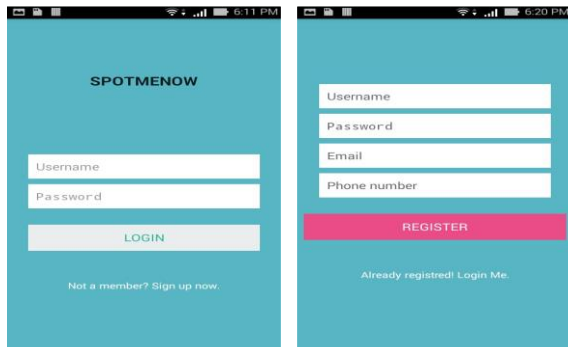 6:11 PM
SPOTMENOW
Username
Password
LOGIN
Not a member? Sign up now.
6:20 PM
Username
Password
Email
Phone number
REGISTER
Already registred! Login Me.